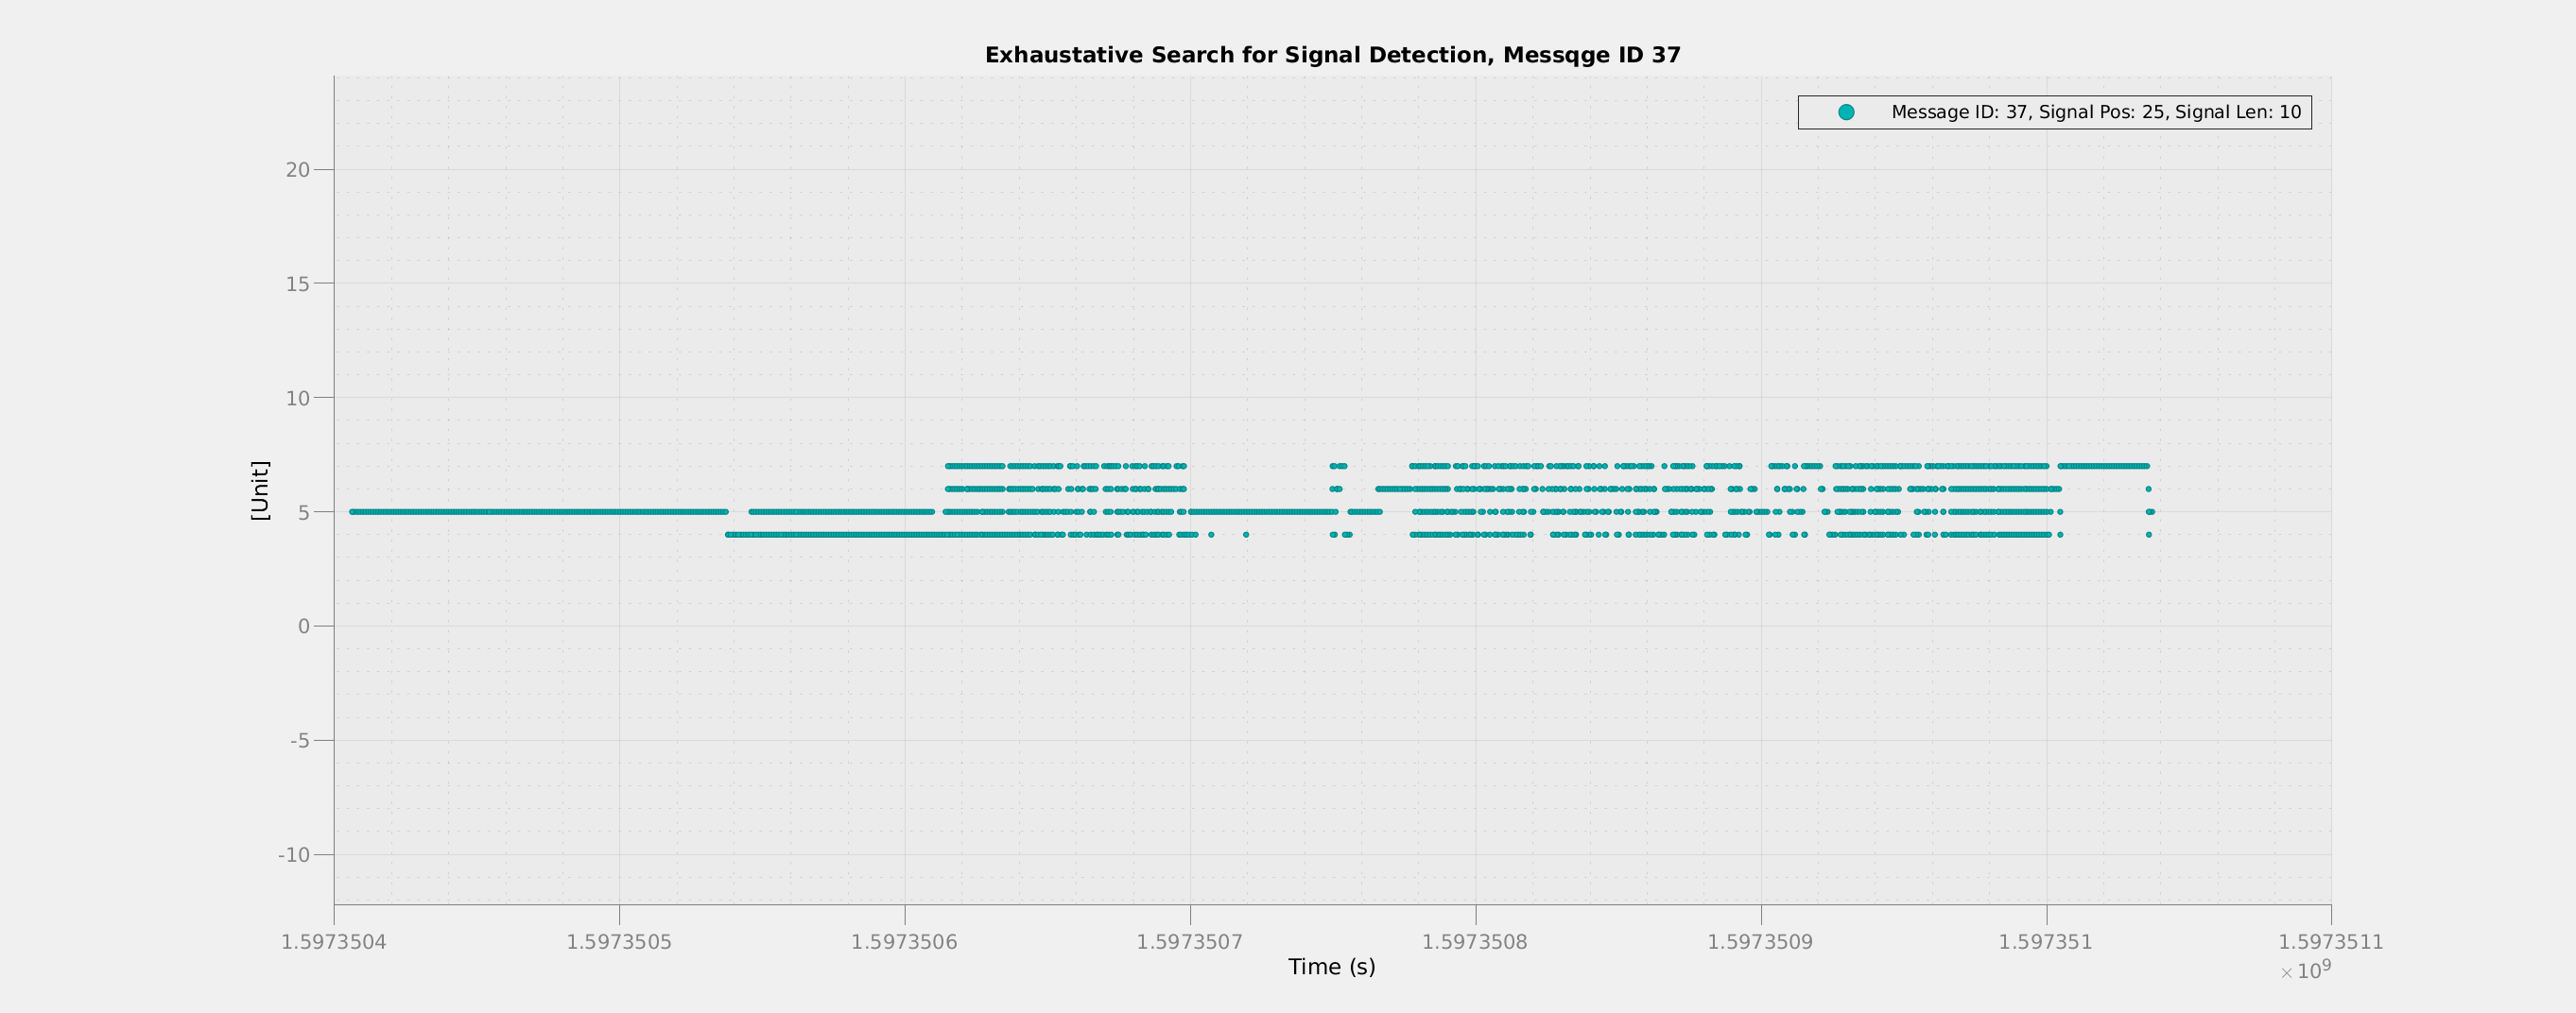 Exhaustative Search for Signal Detection, Messqge ID 37
Message ID: 37, Signal Pos: 25, Signal Len: 10
20
15
10
5
0
-5
-10
[Unit]
1.5973504 1.5973505 1.5973506 1.5973507 1.5973508 1.5973509 1.597351 1.5973511
Time (s)
× 10⁹